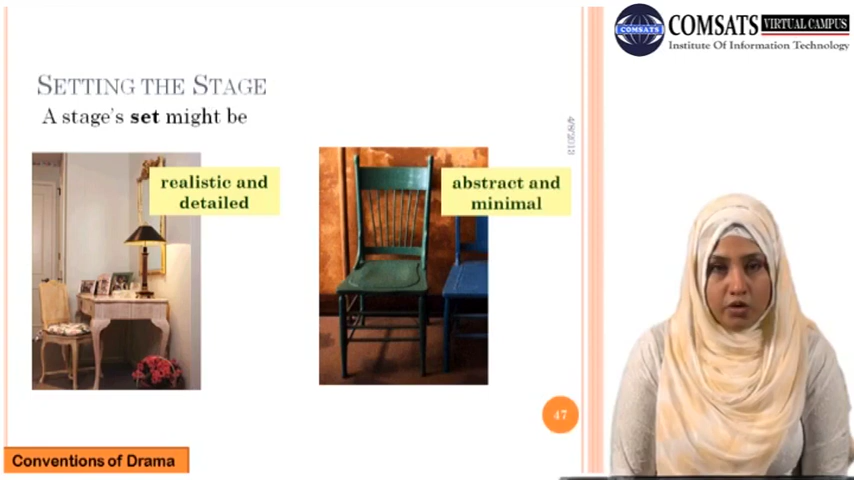 COMSATS
COMSATS VIRTUAL CAMPUS
Institute Of Information Technology
SETTING THE STAGE
A stage's set might be
realistic and
detailed
abstract and
minimal
47
Conventions of Drama